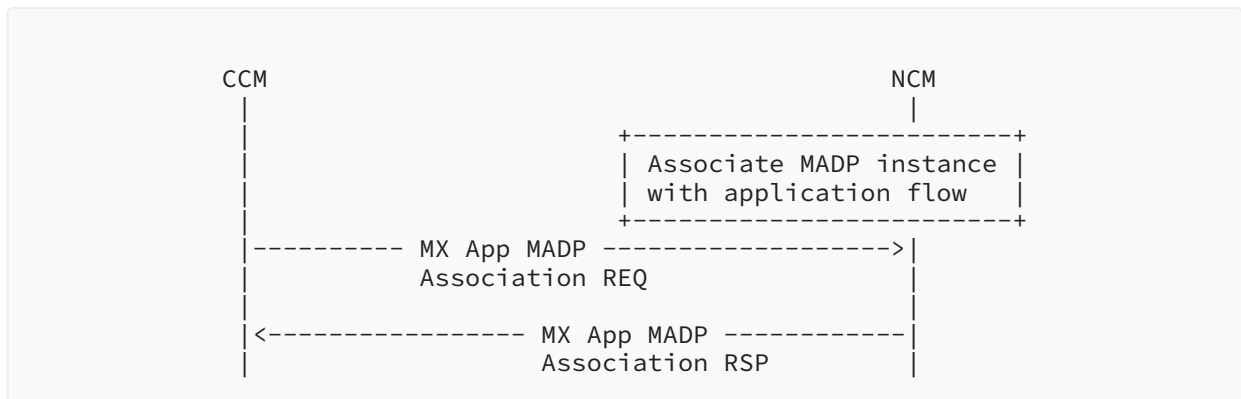 CCM NCM
Associate MADP instance
with application flow
MX App MADP
Association REQ
MX App MADP
Association RSP